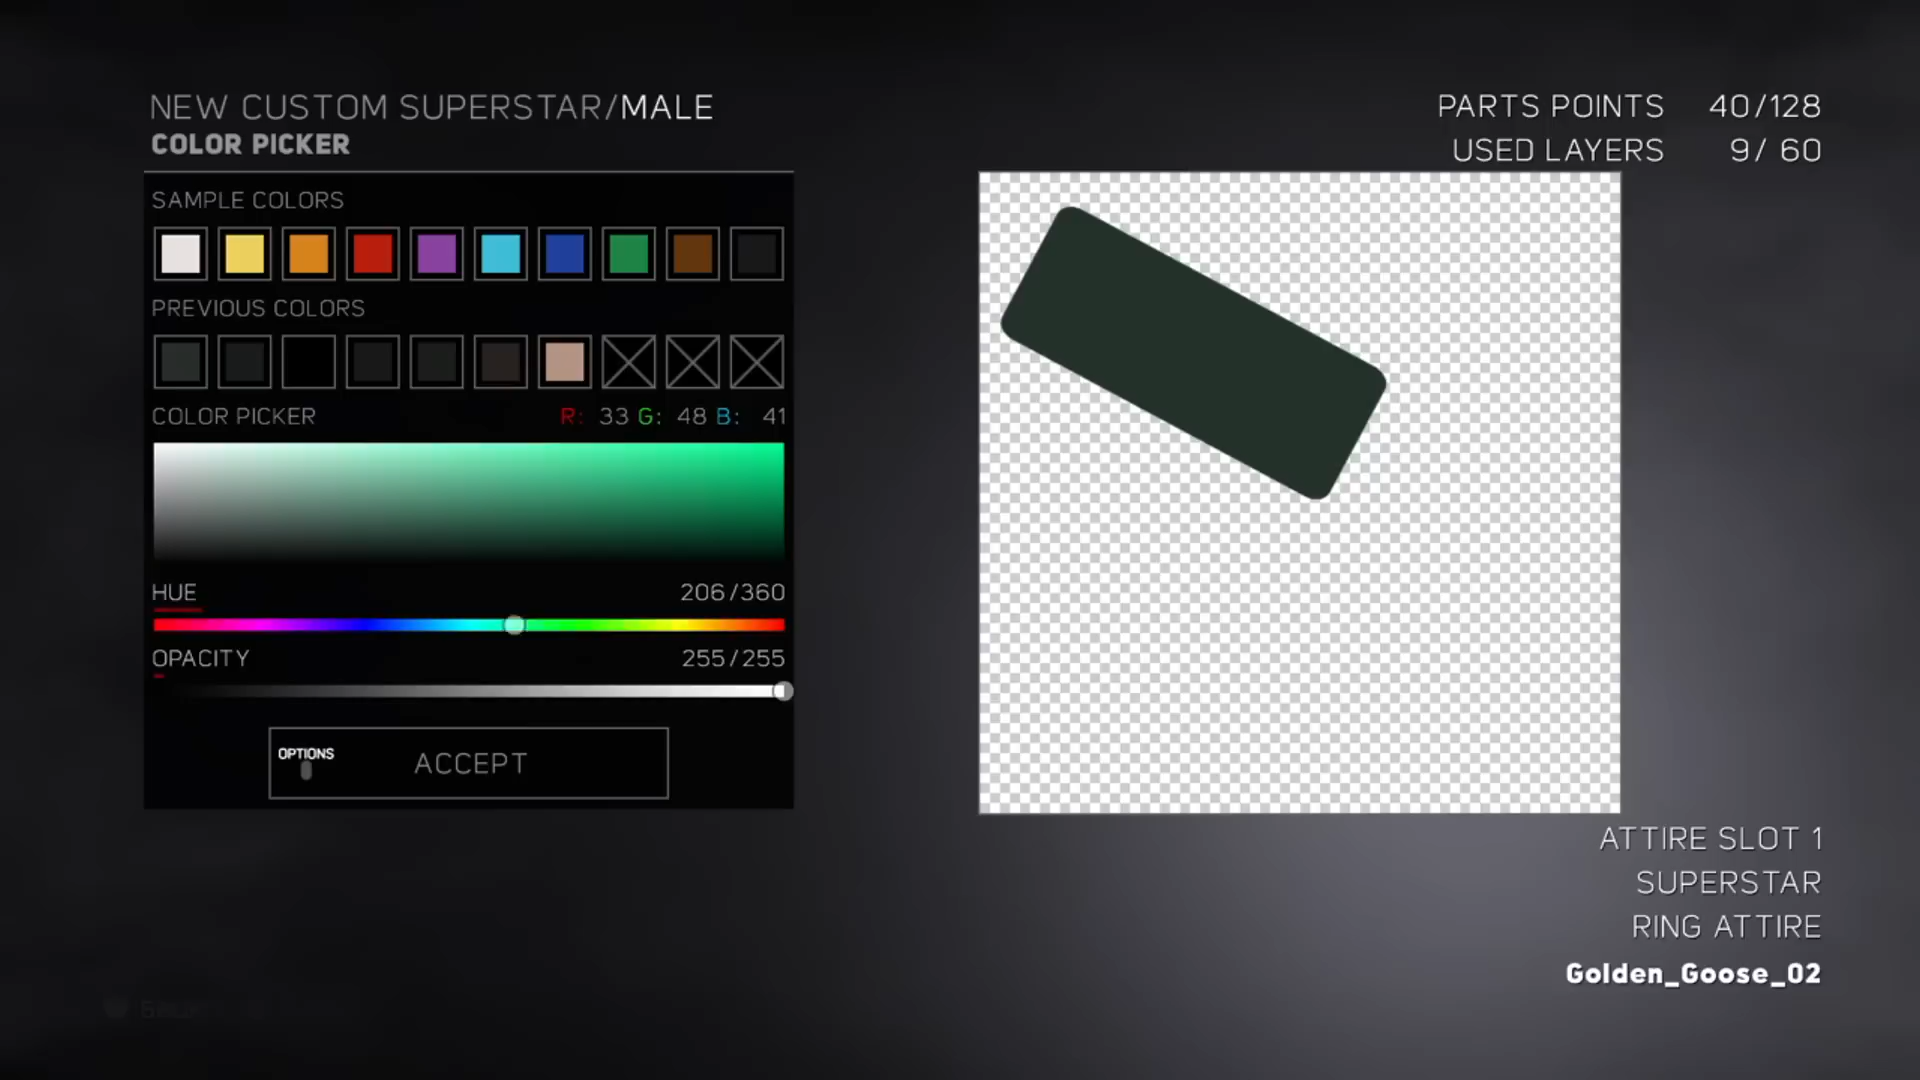 NEW CUSTOM SUPERSTAR/MALE
COLOR PICKER
PARTS POINTS 40/128
USED LAYERS 9/ 60
SAMPLE COLORS
PREVIOUS COLORS
COLOR PICKER R: 33 G: 48 B: 41
HUE 206/360
OPACITY 255/255
OPTIONS ACCEPT
ATTIRE SLOT 1
SUPERSTAR
RING ATTIRE
Golden_Goose_02